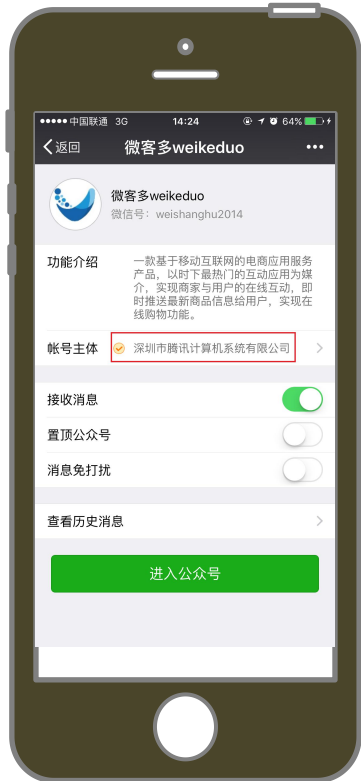 中国联通 3G 14:24 64%
返回 微客多weikeduo
微客多weikeduo
微信号：weishanghu2014
功能介绍
一款基于移动互联网的电商应用服务
产品，以时下最热门的互动应用为媒
介，实现商家与用户的在线互动，即
时推送最新商品信息给用户，实现在
线购物功能。
帐号主体 深圳市腾讯计算机系统有限公司
接收消息
置顶公众号
消息免打扰
查看历史消息
进入公众号